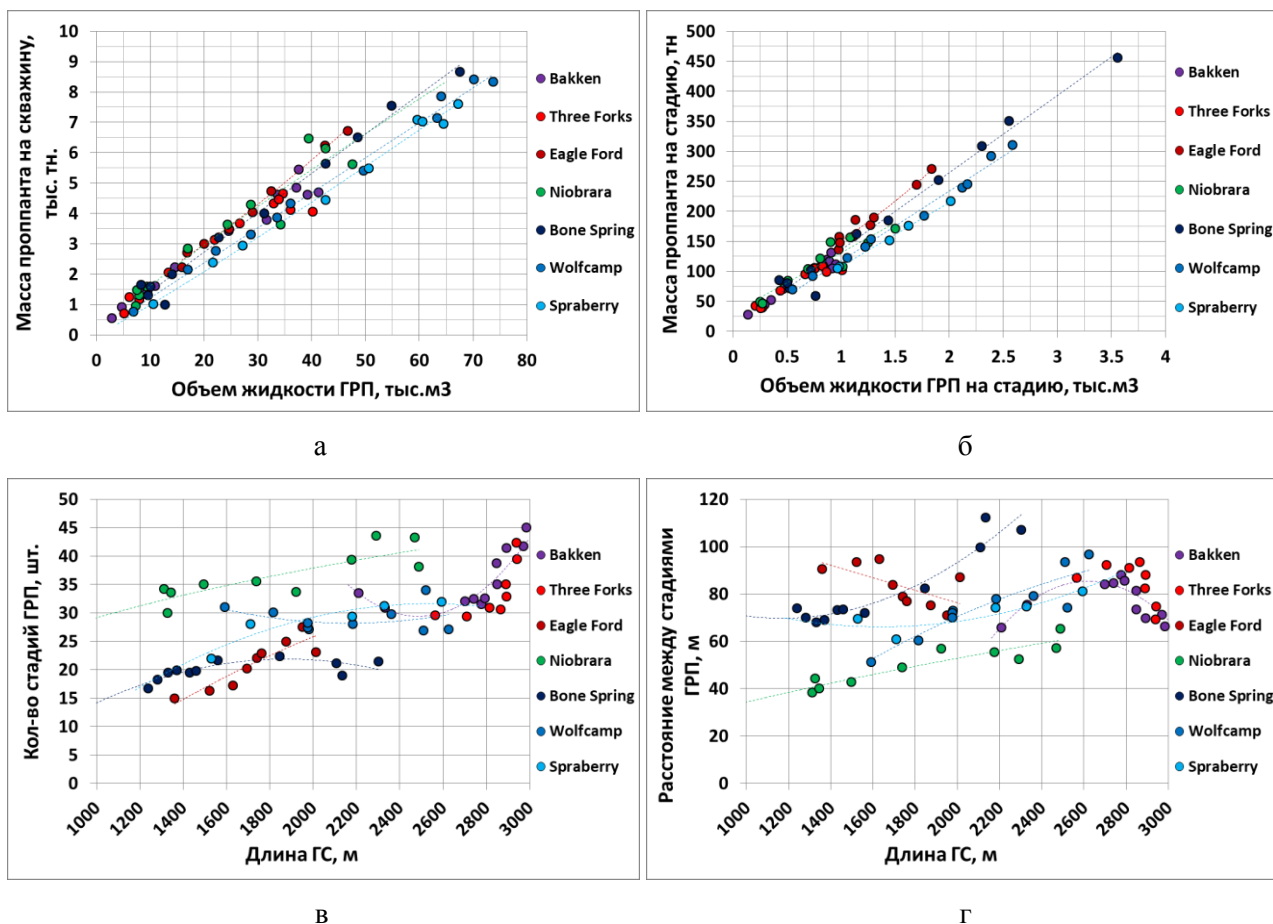 Масса проппанта на скважину,
тыс. тн.
10
9
8
7
6
5
4
3
2
1
0
0 10 20 30 40 50 60 70 80
Объем жидкости ГРП, тыс.м3
Bakken
Three Forks
Eagle Ford
Niobrara
Bone Spring
Wolfcamp
Spraberry
а
Масса проппанта на стадию, тн
500
450
400
350
300
250
200
150
100
50
0
0 0.5 1 1.5 2 2.5 3 3.5 4
Объем жидкости ГРП на стадию, тыс.м3
Bakken
Three Forks
Eagle Ford
Niobrara
Bone Spring
Wolfcamp
Spraberry
б
Кол-во стадий ГРП, шт.
50
45
40
35
30
25
20
15
10
5
0
1000 1200 1400 1600 1800 2000 2200 2400 2600 2800 3000
Длина ГС, м
Bakken
Three Forks
Eagle Ford
Niobrara
Bone Spring
Wolfcamp
Spraberry
в
Расстояние между стадиями
ГРП, м
120
100
80
60
40
20
0
1000 1200 1400 1600 1800 2000 2200 2400 2600 2800 3000
Длина ГС, м
Bakken
Three Forks
Eagle Ford
Niobrara
Bone Spring
Wolfcamp
Spraberry
г